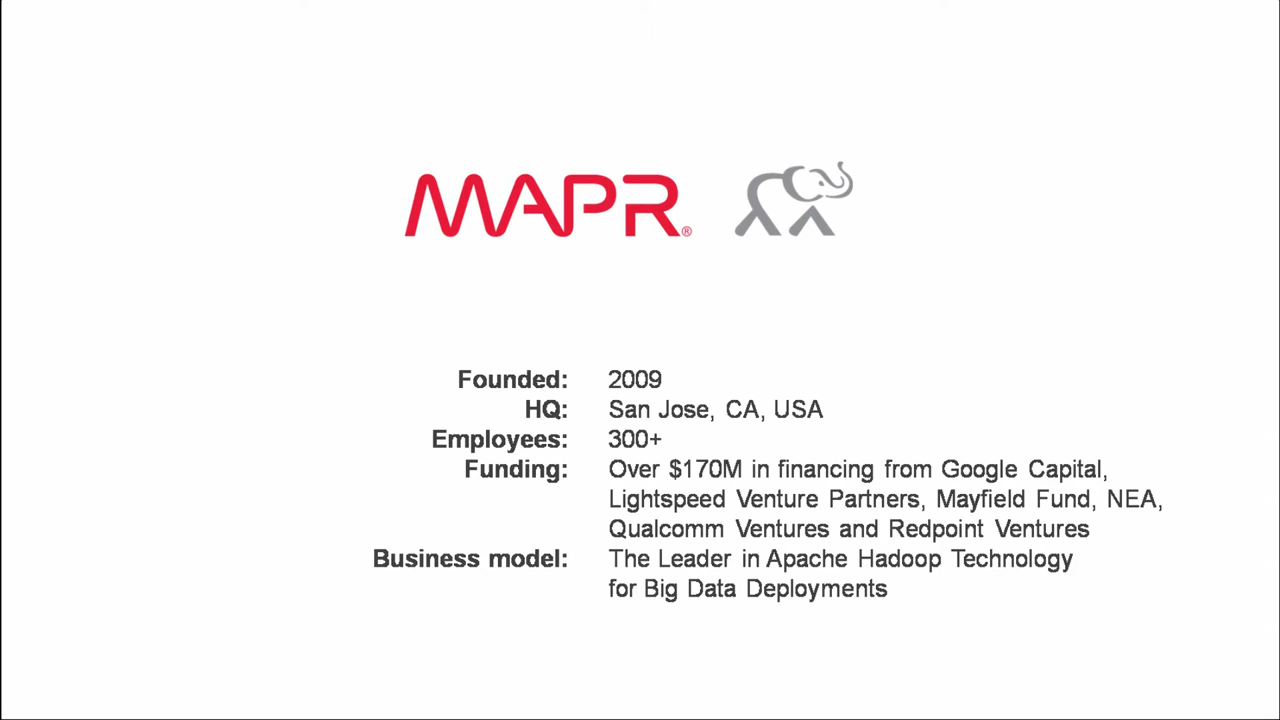 MAPR®
Founded: 2009
HQ: San Jose, CA, USA
Employees: 300+
Funding: Over $170M in financing from Google Capital,
Lightspeed Venture Partners, Mayfield Fund, NEA,
Qualcomm Ventures and Redpoint Ventures
Business model: The Leader in Apache Hadoop Technology
for Big Data Deployments